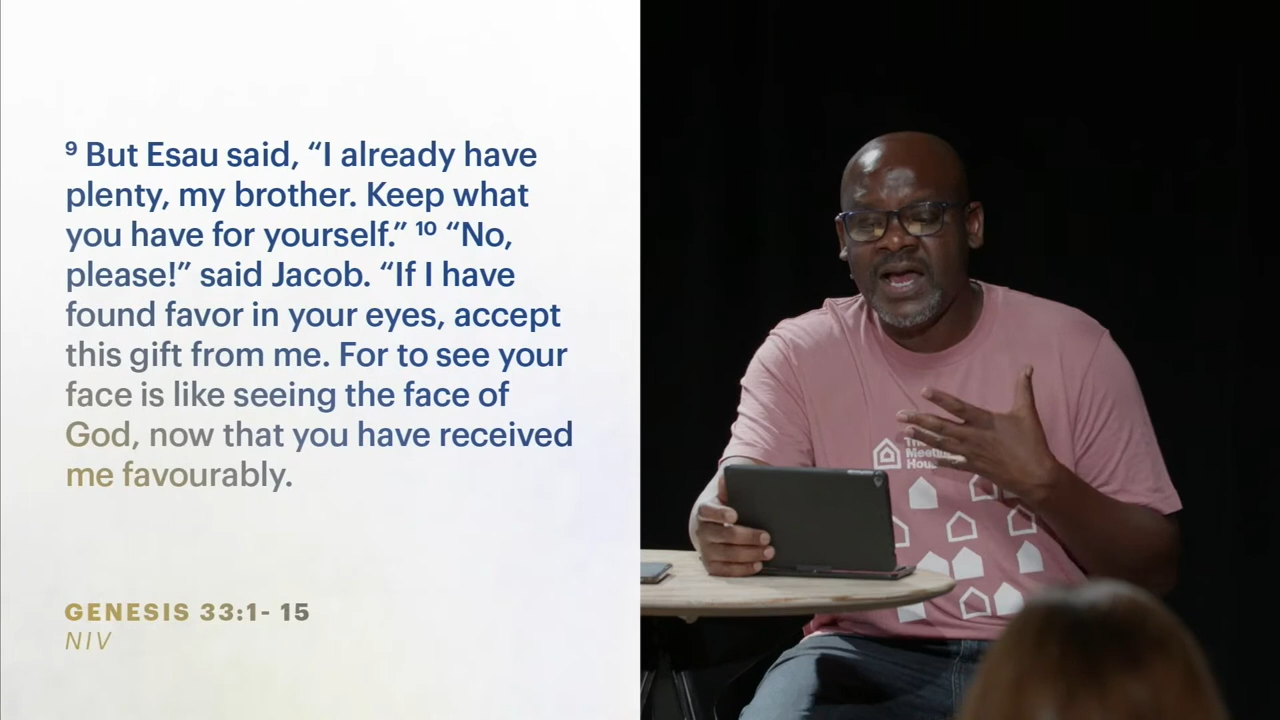 ⁹ But Esau said, “I already have
plenty, my brother. Keep what
you have for yourself.” ¹⁰ “No,
please!” said Jacob. “If I have
found favor in your eyes, accept
this gift from me. For to see your
face is like seeing the face of
God, now that you have received
me favourably.
GENESIS 33:1- 15
NIV
Meeting